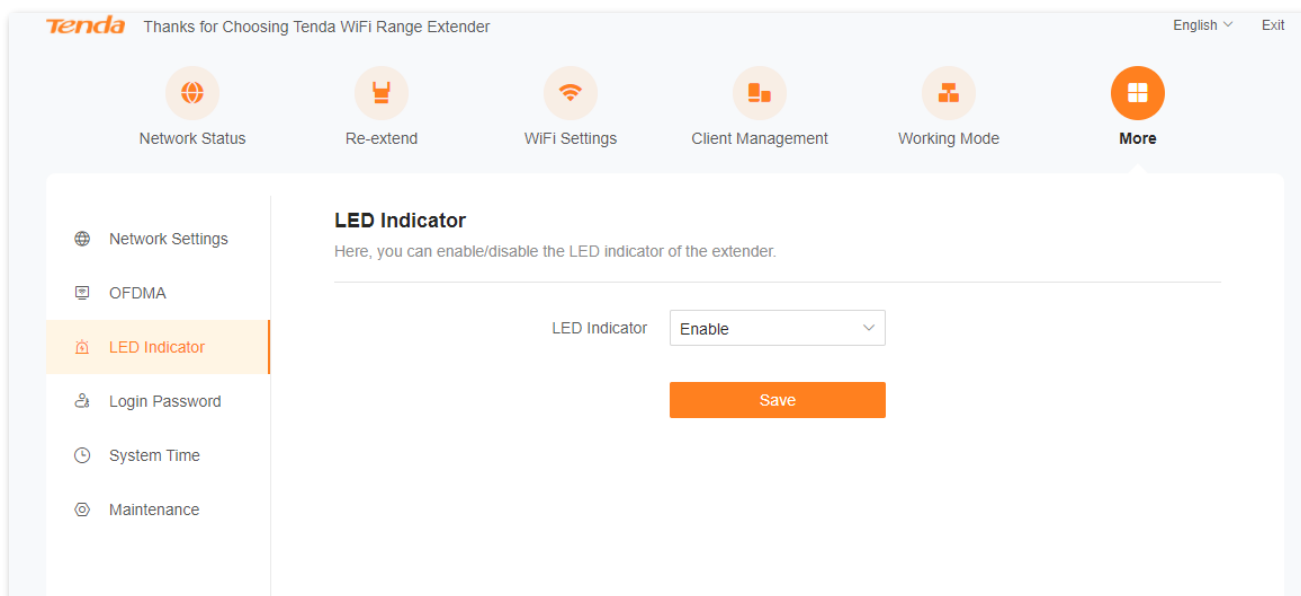 Tenda Thanks for Choosing Tenda WiFi Range Extender English Exit
Network Status Re-extend WiFi Settings Client Management Working Mode More
Network Settings
OFDMA
LED Indicator
Login Password
System Time
Maintenance
LED Indicator
Here, you can enable/disable the LED indicator of the extender.
LED Indicator Enable
Save